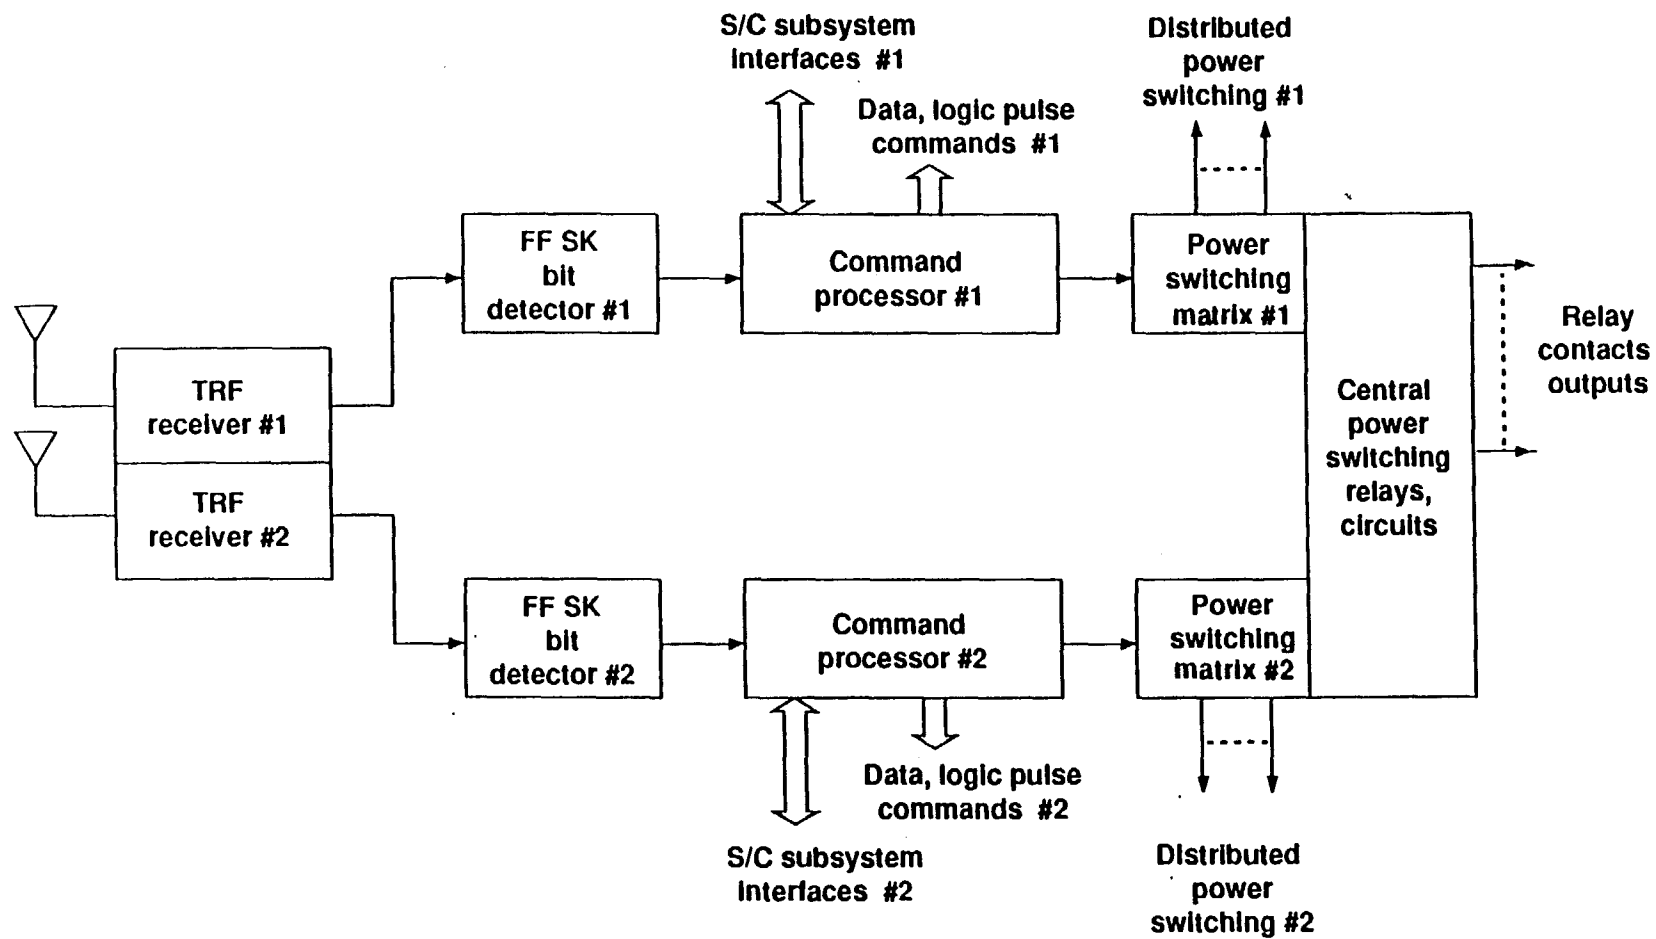 S/C subsystem
interfaces #1
Distributed
power
switching #1
Data, logic pulse
commands #1
FF SK
bit
detector #1
Command
processor #1
Power
switching
matrix #1
TRF
receiver #1
TRF
receiver #2
Central
power
switching
relays,
circuits
Relay
contacts
outputs
FF SK
bit
detector #2
Command
processor #2
Power
switching
matrix #2
Data, logic pulse
commands #2
S/C subsystem
interfaces #2
Distributed
power
switching #2